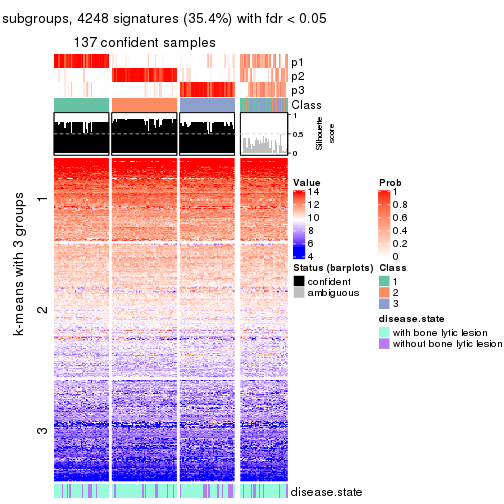 subgroups, 4248 signatures (35.4%) with fdr < 0.05
137 confident samples
p1
p2
p3
Class
1
0.5
0
Silhouette
score
k-means with 3 groups
1
2
3
Value
14
12
10
8
6
4
Prob
1
0.8
0.6
0.4
0.2
0
Status (barplots)
confident
ambiguous
Class
1
2
3
disease.state
with bone lytic lesion
without bone lytic lesion
disease.state